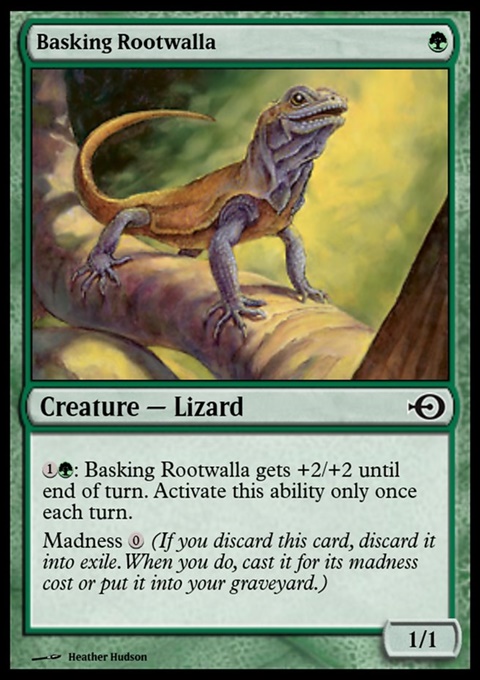 Basking Rootwalla
Creature — Lizard
1: Basking Rootwalla gets +2/+2 until
end of turn. Activate this ability only once
each turn.
Madness 0 (If you discard this card, discard it
into exile. When you do, cast it for its madness
cost or put it into your graveyard.)
1/1
Heather Hudson